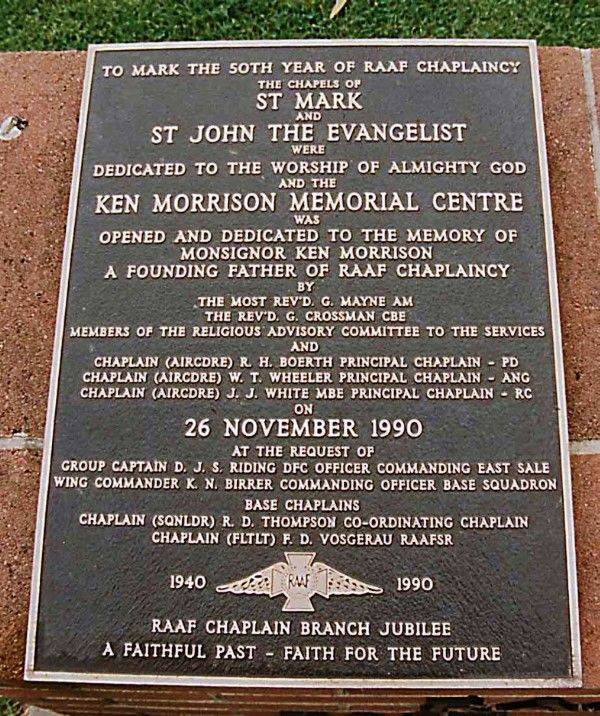 TO MARK THE 50TH YEAR OF RAAF CHAPLAINCY
THE CHAPELS OF
ST MARK
AND
ST JOHN THE EVANGELIST
WERE
DEDICATED TO THE WORSHIP OF ALMIGHTY GOD
AND THE
KEN MORRISON MEMORIAL CENTRE
WAS
OPENED AND DEDICATED TO THE MEMORY OF
MONSIGNOR KEN MORRISON
A FOUNDING FATHER OF RAAF CHAPLAINCY
BY
THE MOST REV'D. G. MAYNE AM
THE REV'D. G. CROSSMAN CBE
MEMBERS OF THE RELIGIOUS ADVISORY COMMITTEE TO THE SERVICES
AND
CHAPLAIN (AIRCDRE) R. H. BOERTH PRINCIPAL CHAPLAIN - PD
CHAPLAIN (AIRCDRE) W. T. WHEELER PRINCIPAL CHAPLAIN - ANG
CHAPLAIN (AIRCDRE) J. J. WHITE MBE PRINCIPAL CHAPLAIN - RC
ON
26 NOVEMBER 1990
AT THE REQUEST OF
GROUP CAPTAIN D. J. S. RIDING DFC OFFICER COMMANDING EAST SALE
WING COMMANDER K. N. BIRRER COMMANDING OFFICER BASE SQUADRON
BASE CHAPLAINS
CHAPLAIN (SQNLDR) R. D. THOMPSON CO-ORDINATING CHAPLAIN
CHAPLAIN (FLTLT) F. D. VOSGERAU RAAFSR
1940 RAAF 1990
RAAF CHAPLAIN BRANCH JUBILEE
A FAITHFUL PAST - FAITH FOR THE FUTURE